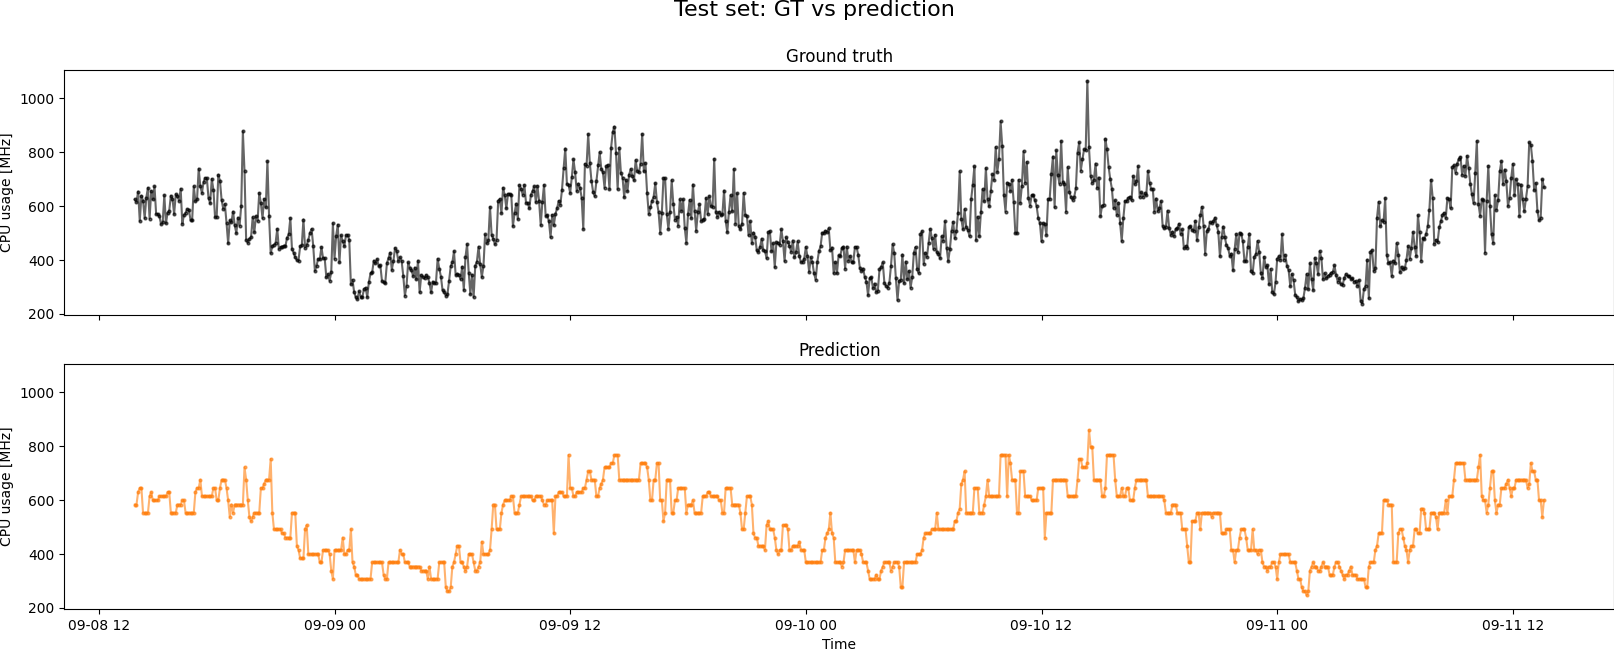 Test set: GT vs prediction
Ground truth
1000
800
600
400
200
CPU usage [MHz]
Prediction
1000
800
600
400
200
CPU usage [MHz]
09-08 12
09-09 00
09-09 12
09-10 00
09-10 12
09-11 00
09-11 12
Time